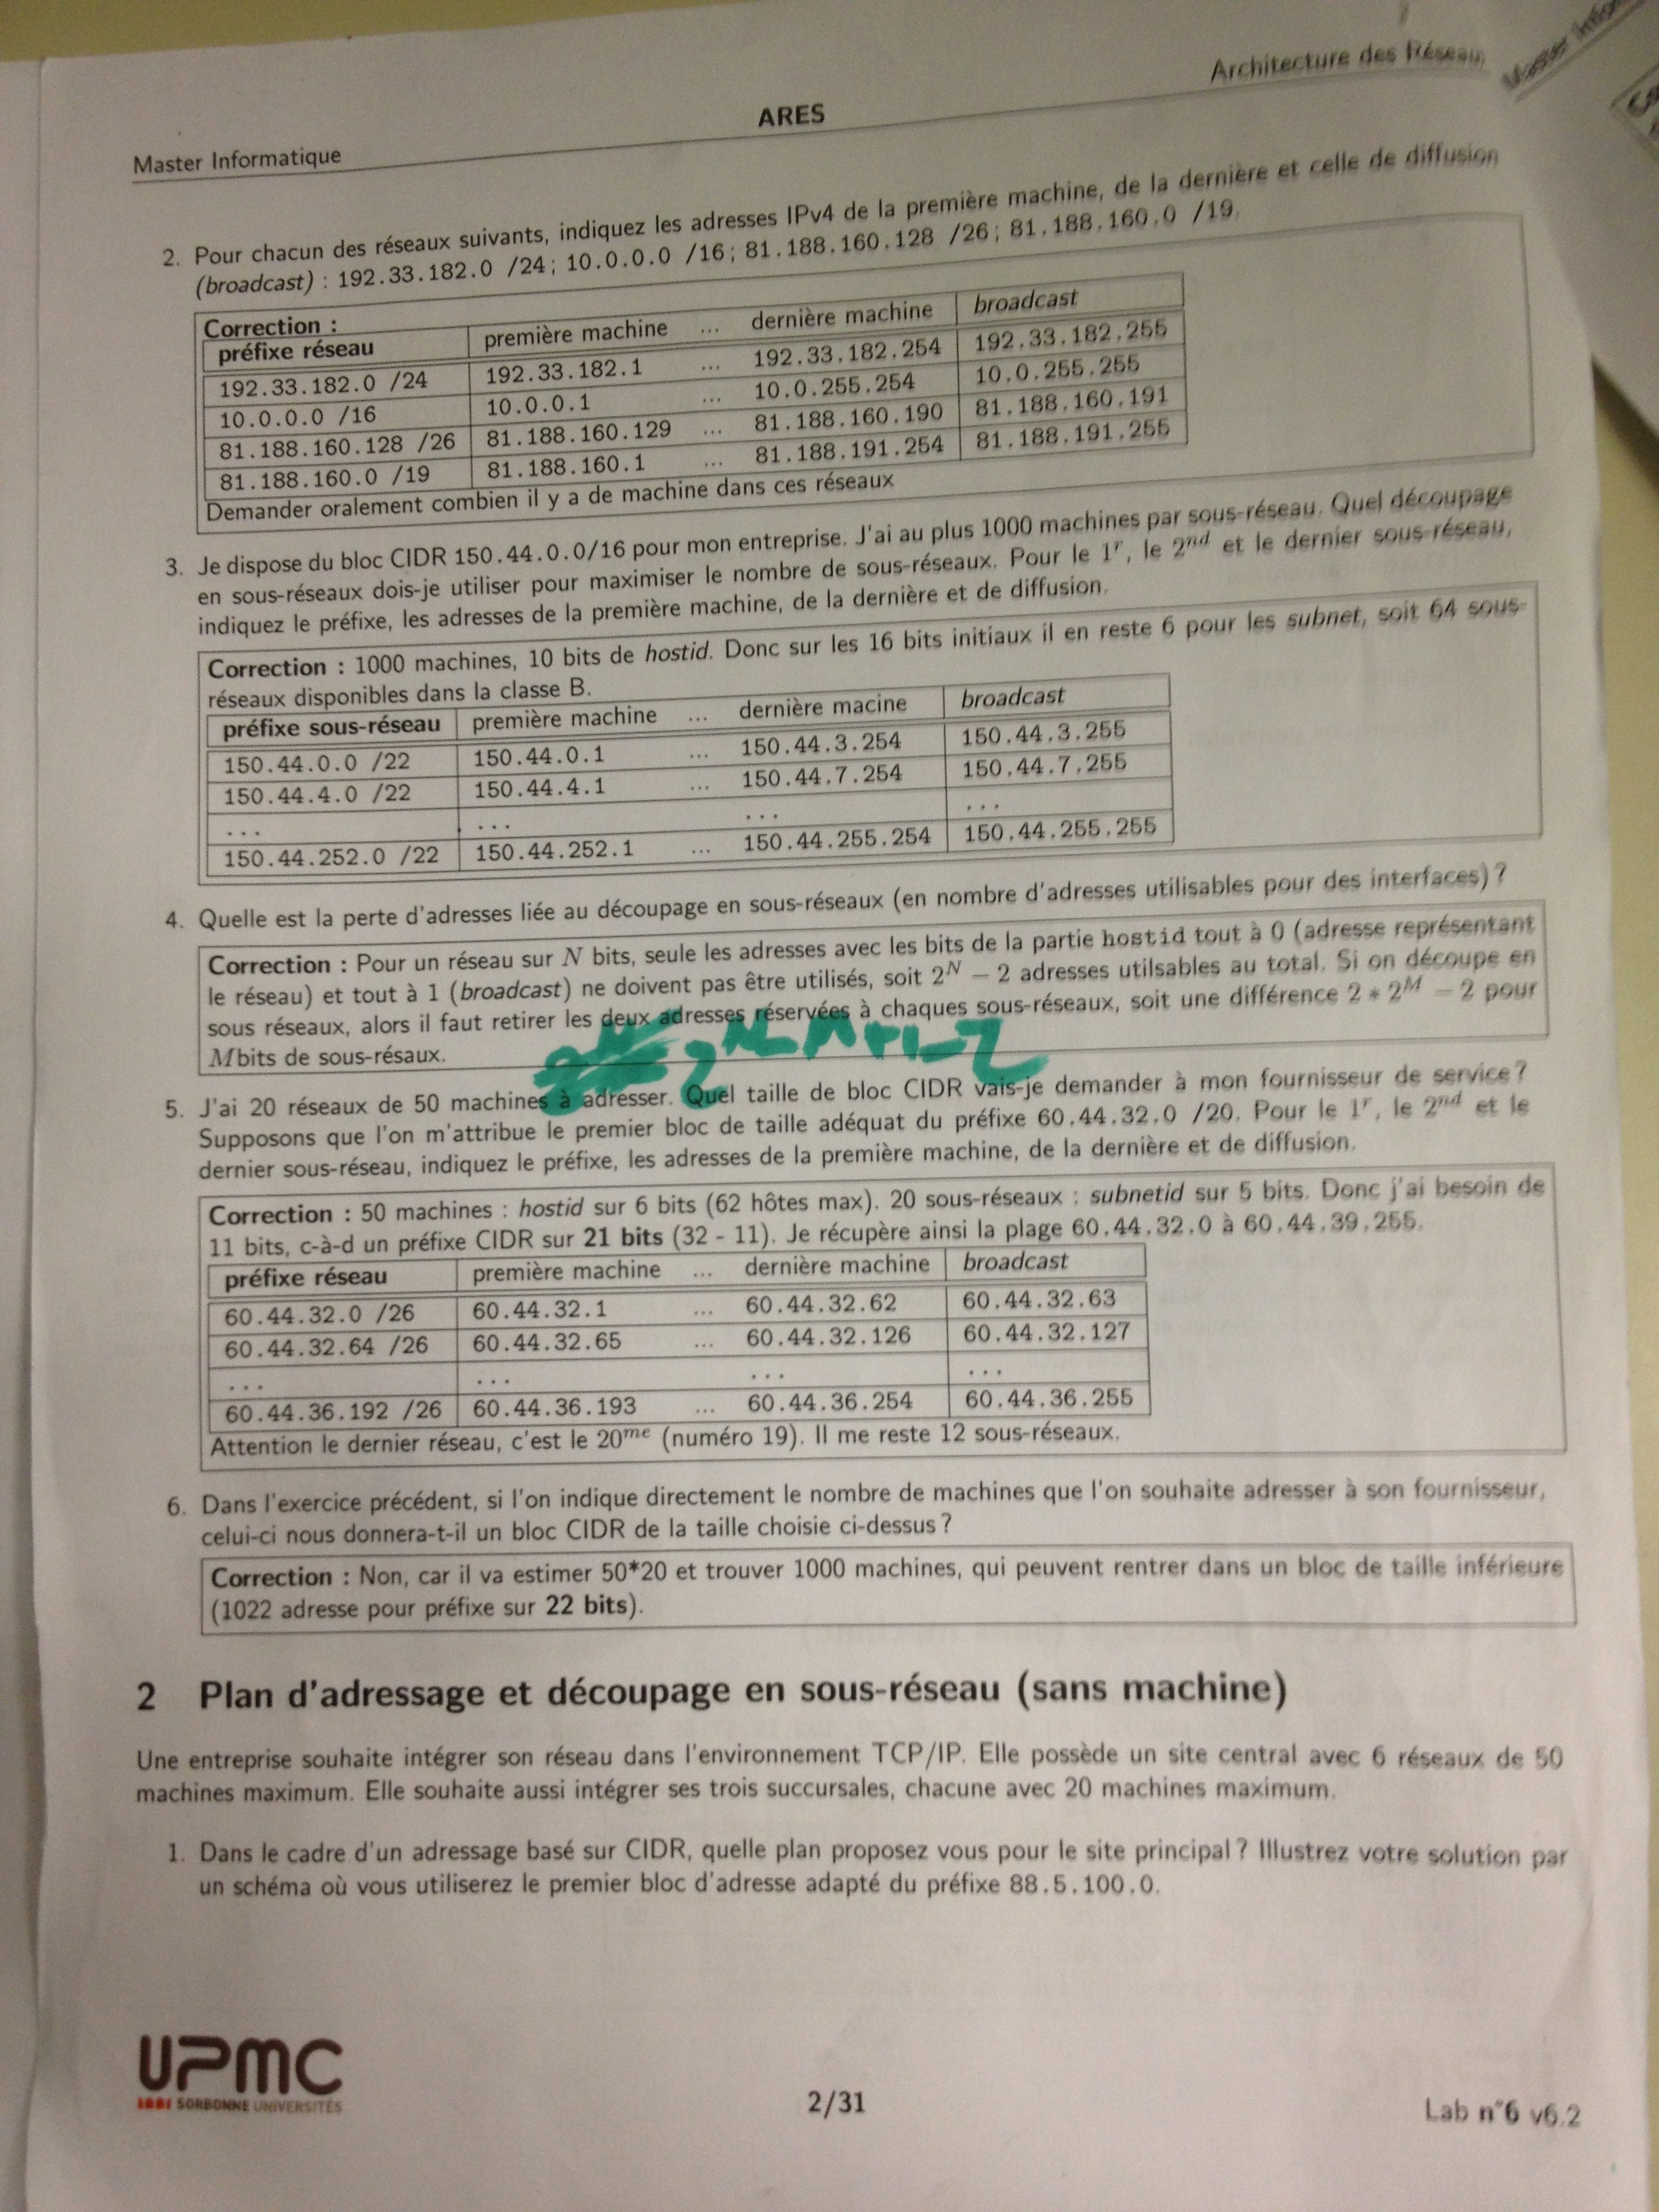 Architecture des Réseau
ARES
Master Informatique
2. Pour chacun des réseaux suivants, indiquez les adresses IPv4 de la première machine, de la dernière et celle de diffusion
(broadcast) : 192.33.182.0 /24; 10.0.0.0 /16; 81.188.160.128 /26; 81.188.160.0 /19.
Correction :
préfixe réseau première machine ... dernière machine broadcast
192.33.182.0 /24 192.33.182.1 ... 192.33.182.254 192.33.182.255
10.0.0.0 /16 10.0.0.1 ... 10.0.255.254 10.0.255.255
81.188.160.128 /26 81.188.160.129 ... 81.188.160.190 81.188.160.191
81.188.160.0 /19 81.188.160.1 ... 81.188.191.254 81.188.191.255
Demander oralement combien il y a de machine dans ces réseaux
3. Je dispose du bloc CIDR 150.44.0.0/16 pour mon entreprise. J'ai au plus 1000 machines par sous-réseau. Quel découpage
en sous-réseaux dois-je utiliser pour maximiser le nombre de sous-réseaux. Pour le 1r, le 2nd et le dernier sous-réseau,
indiquez le préfixe, les adresses de la première machine, de la dernière et de diffusion.
Correction : 1000 machines, 10 bits de hostid. Donc sur les 16 bits initiaux il en reste 6 pour les subnet, soit 64 sous-
réseaux disponibles dans la classe B.
préfixe sous-réseau première machine ... dernière macine broadcast
150.44.0.0 /22 150.44.0.1 ... 150.44.3.254 150.44.3.255
150.44.4.0 /22 150.44.4.1 ... 150.44.7.254 150.44.7.255
... ... ... ...
150.44.252.0 /22 150.44.252.1 ... 150.44.255.254 150.44.255.255
4. Quelle est la perte d'adresses liée au découpage en sous-réseaux (en nombre d'adresses utilisables pour des interfaces) ?
Correction : Pour un réseau sur N bits, seule les adresses avec les bits de la partie hostid tout à 0 (adresse représentant
le réseau) et tout à 1 (broadcast) ne doivent pas être utilisés, soit 2^N − 2 adresses utilsables au total. Si on découpe en
sous réseaux, alors il faut retirer les deux adresses réservées à chaques sous-réseaux, soit une différence 2 * 2^M − 2 pour
Mbits de sous-résaux.
5. J'ai 20 réseaux de 50 machines à adresser. Quel taille de bloc CIDR vais-je demander à mon fournisseur de service ?
Supposons que l'on m'attribue le premier bloc de taille adéquat du préfixe 60.44.32.0 /20. Pour le 1r, le 2nd et le
dernier sous-réseau, indiquez le préfixe, les adresses de la première machine, de la dernière et de diffusion.
Correction : 50 machines : hostid sur 6 bits (62 hôtes max). 20 sous-réseaux : subnetid sur 5 bits. Donc j'ai besoin de
11 bits, c-à-d un préfixe CIDR sur 21 bits (32 - 11). Je récupère ainsi la plage 60.44.32.0 à 60.44.39.255.
préfixe réseau première machine ... dernière machine broadcast
60.44.32.0 /26 60.44.32.1 ... 60.44.32.62 60.44.32.63
60.44.32.64 /26 60.44.32.65 ... 60.44.32.126 60.44.32.127
... ... ... ...
60.44.36.192 /26 60.44.36.193 ... 60.44.36.254 60.44.36.255
Attention le dernier réseau, c'est le 20me (numéro 19). Il me reste 12 sous-réseaux.
6. Dans l'exercice précédent, si l'on indique directement le nombre de machines que l'on souhaite adresser à son fournisseur,
celui-ci nous donnera-t-il un bloc CIDR de la taille choisie ci-dessus ?
Correction : Non, car il va estimer 50*20 et trouver 1000 machines, qui peuvent rentrer dans un bloc de taille inférieure
(1022 adresse pour préfixe sur 22 bits).
2 Plan d'adressage et découpage en sous-réseau (sans machine)
Une entreprise souhaite intégrer son réseau dans l'environnement TCP/IP. Elle possède un site central avec 6 réseaux de 50
machines maximum. Elle souhaite aussi intégrer ses trois succursales, chacune avec 20 machines maximum.
1. Dans le cadre d'un adressage basé sur CIDR, quelle plan proposez vous pour le site principal ? Illustrez votre solution par
un schéma où vous utiliserez le premier bloc d'adresse adapté du préfixe 88.5.100.0.
UPMC
SORBONNE UNIVERSITÉS
2/31
Lab n°6 v6.2